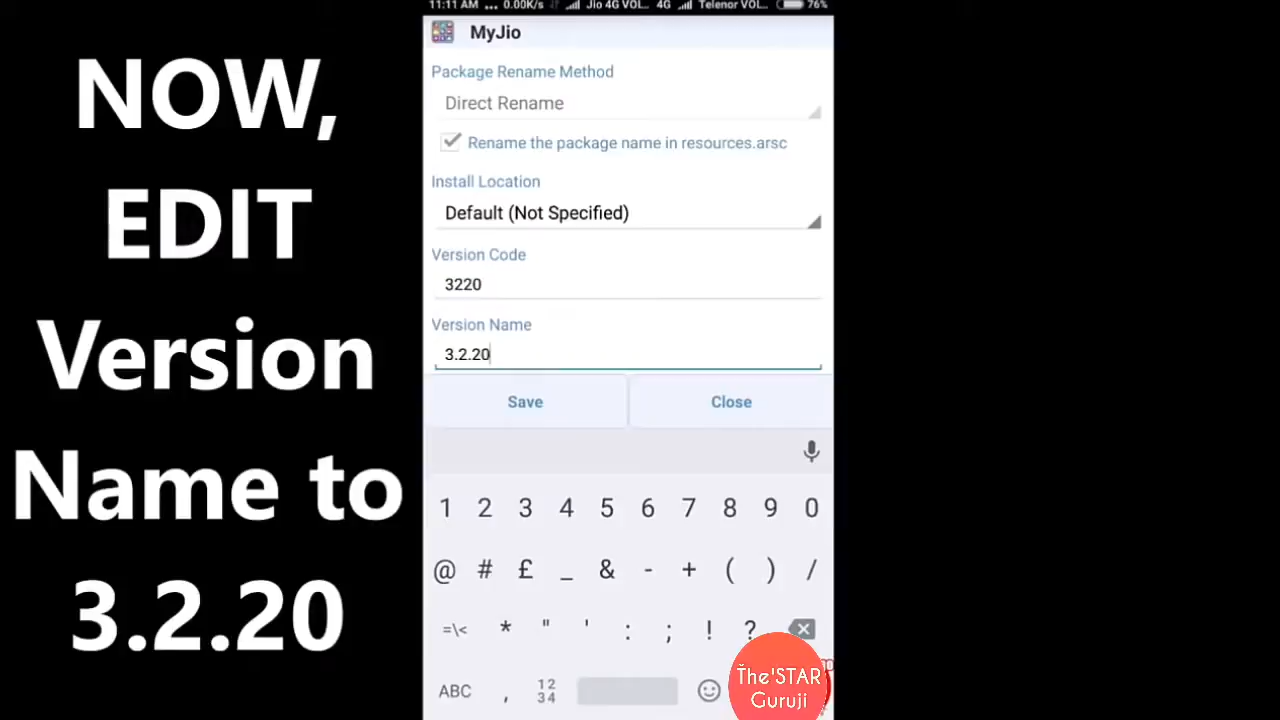 NOW,
EDIT
Version
Name to
3.2.20
11:11 AM ... 0.00K/s Jio 4G VOL... 4G Telenor VOL... 76%
MyJio
Package Rename Method
Direct Rename
Rename the package name in resources.arsc
Install Location
Default (Not Specified)
Version Code
3220
Version Name
3.2.20
Save Close
1 2 3 4 5 6 7 8 9 0
@ # £ _ & - + ( ) /
=\< * " ' : ; ! ?
ABC , 12 34
Ťhe'STAR
Guruji